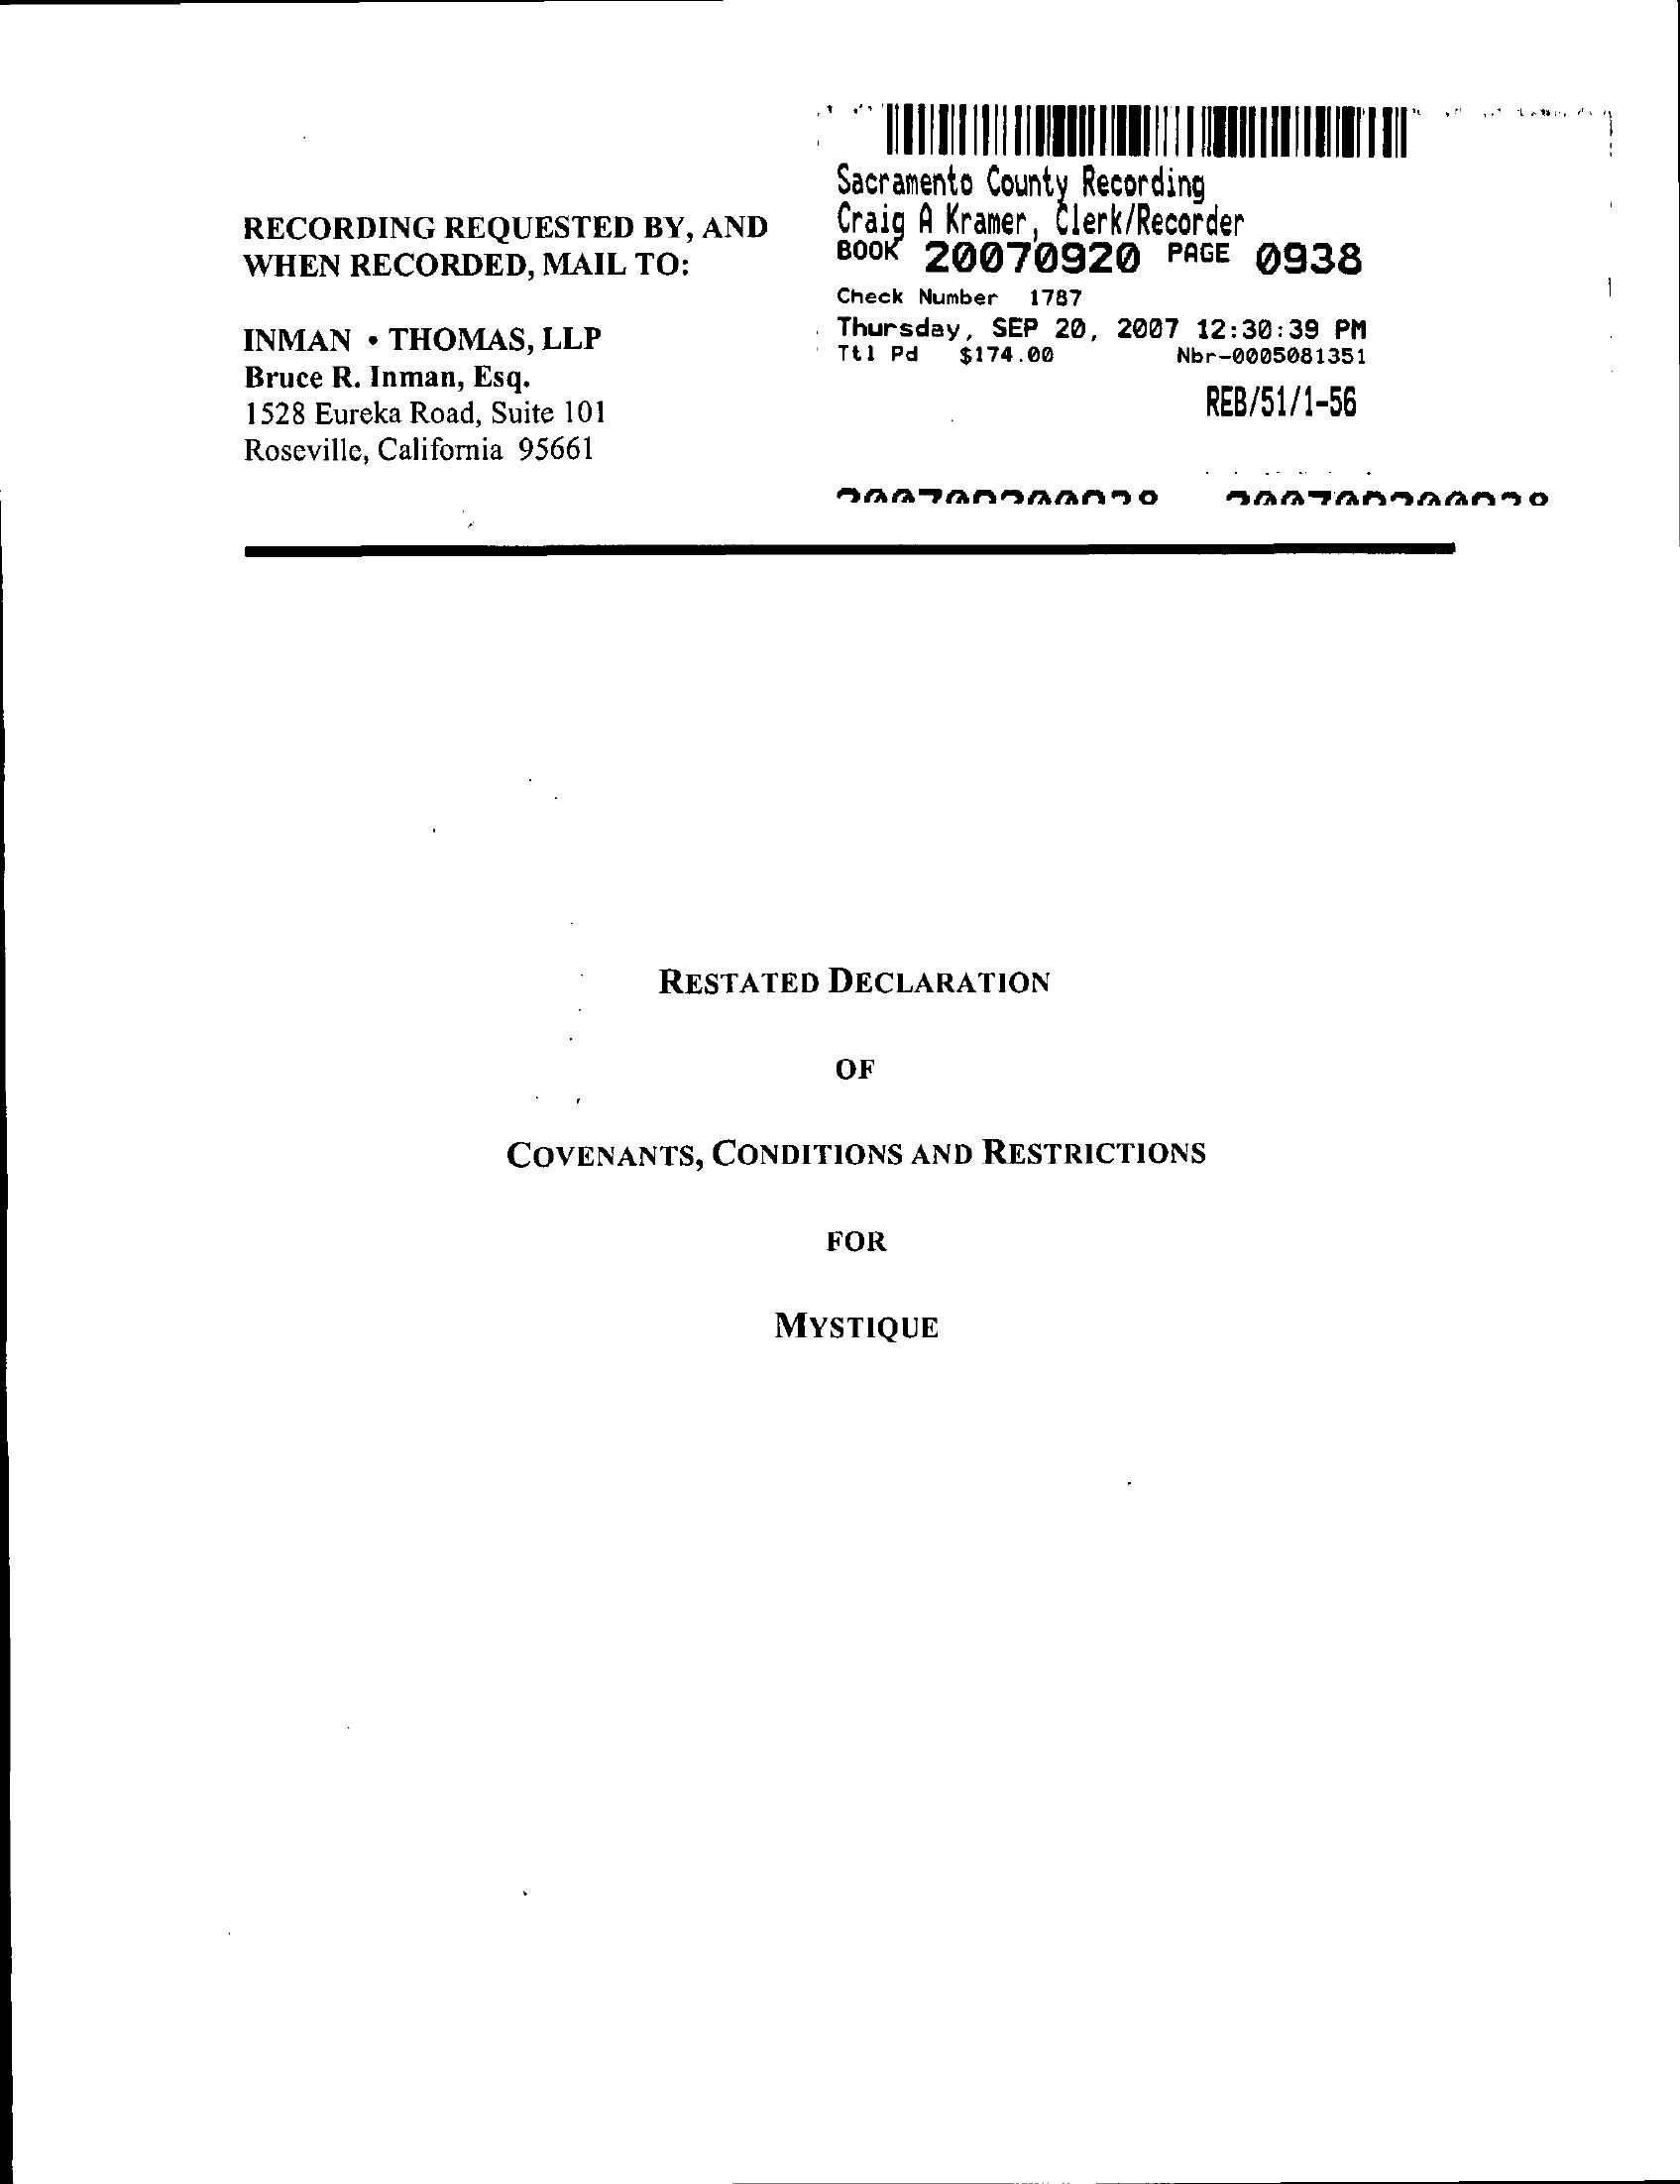 RECORDING REQUESTED BY, AND
WHEN RECORDED, MAIL TO:
INMAN • THOMAS, LLP
Bruce R. Inman, Esq.
1528 Eureka Road, Suite 101
Roseville, California 95661
Sacramento County Recording
Craig A Kramer, Clerk/Recorder
BOOK 20070920 PAGE 0938
Check Number 1787
Thursday, SEP 20, 2007 12:30:39 PM
Ttl Pd $174.00 Nbr-0005081351
REB/51/1-56
RESTATED DECLARATION
OF
COVENANTS, CONDITIONS AND RESTRICTIONS
FOR
MYSTIQUE